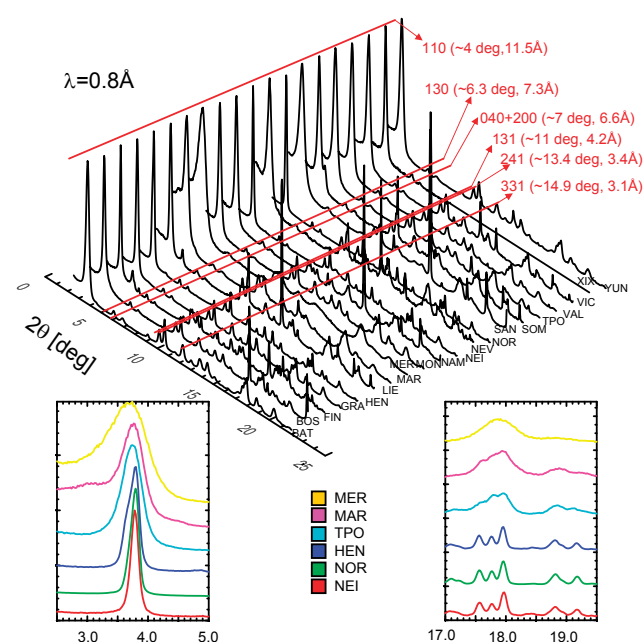 λ=0.8Å
110 (~4 deg,11.5Å)
130 (~6.3 deg, 7.3Å)
040+200 (~7 deg, 6.6Å)
131 (~11 deg, 4.2Å)
241 (~13.4 deg, 3.4Å)
331 (~14.9 deg, 3.1Å)
0
5
10
15
20
25
2θ [deg]
XIX
YUN
VIC
VAL
TPO
SOM
SAN
NOR
NEV
NEI
NAM
MON
MER
MAR
LIE
HEN
GRA
FIN
BOS
BAT
MER
MAR
TPO
HEN
NOR
NEI
3.0 4.0 5.0
17.0 18.0 19.0